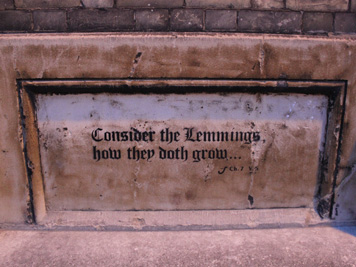 Consider the Lemmings,
how they doth grow...